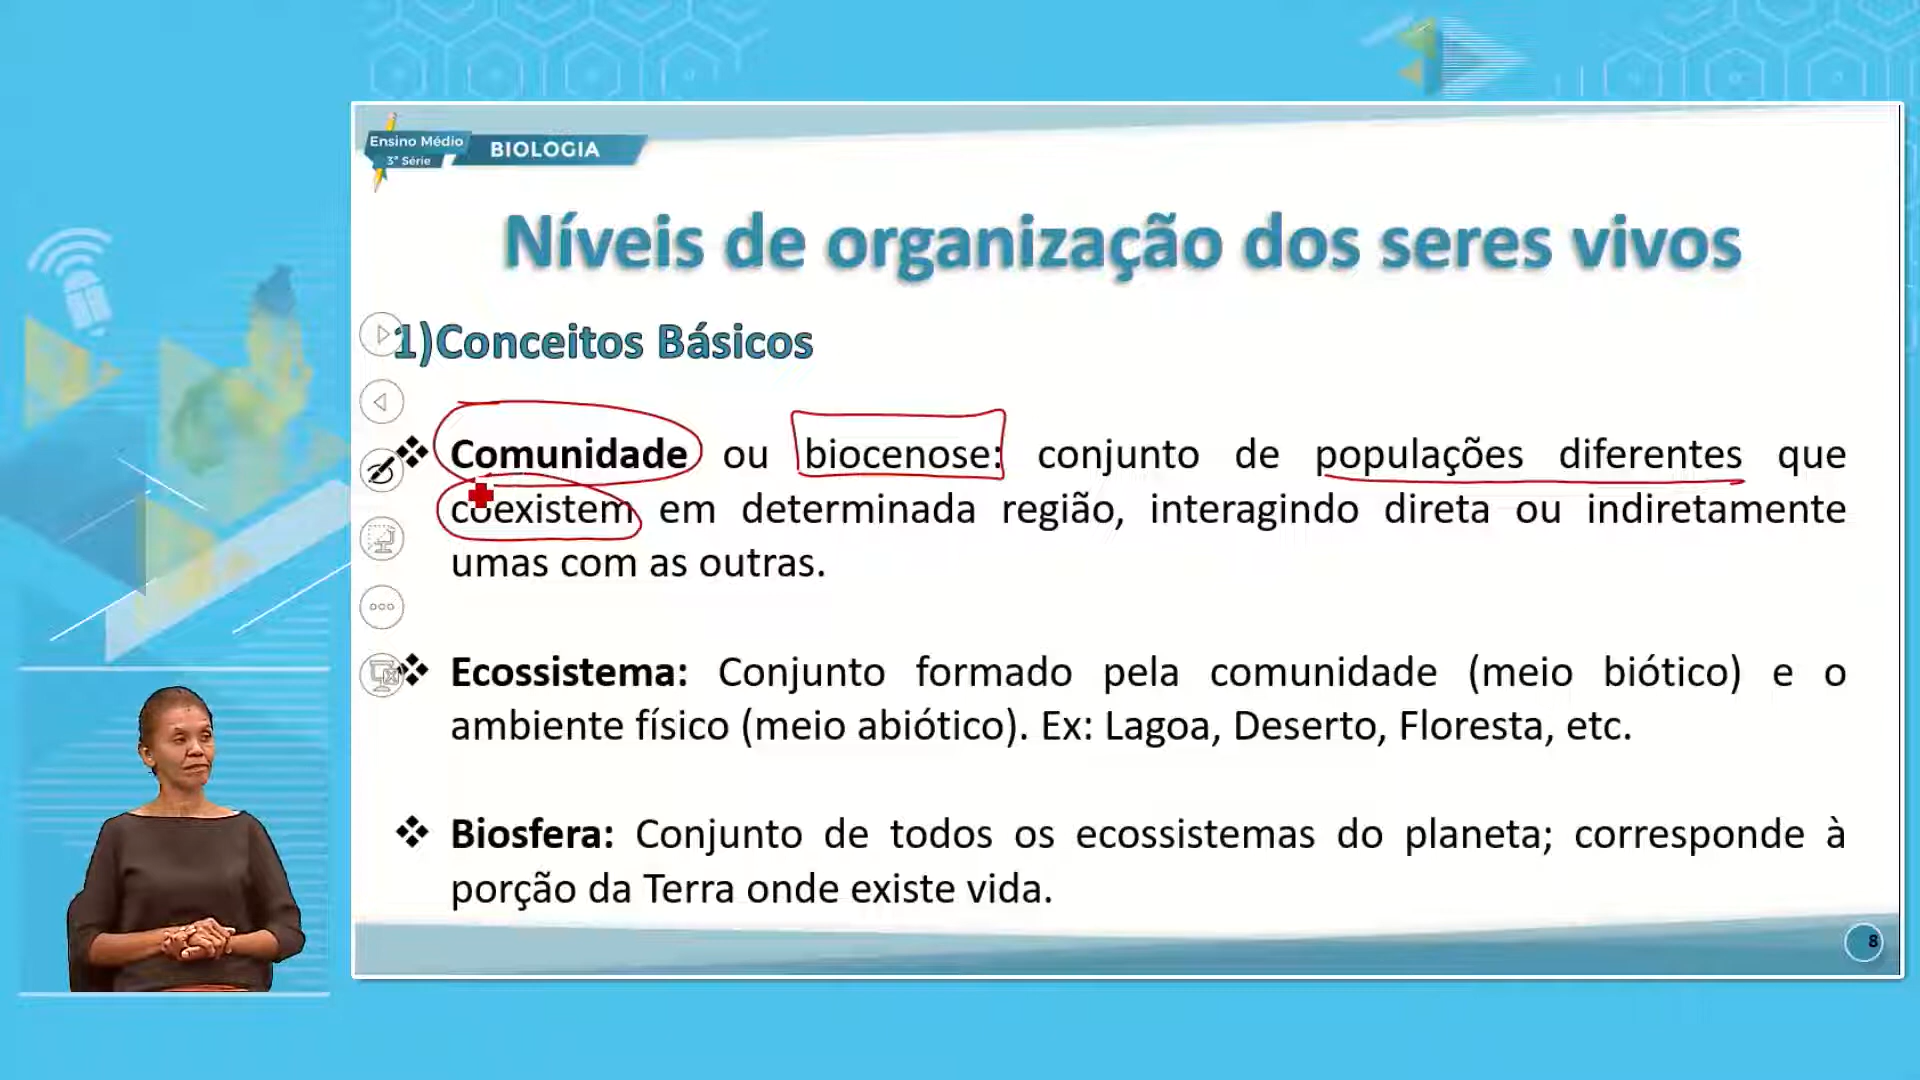 Ensino Médio
3ª Série
BIOLOGIA
Níveis de organização dos seres vivos
1)Conceitos Básicos
Comunidade ou biocenose: conjunto de populações diferentes que
coexistem em determinada região, interagindo direta ou indiretamente
umas com as outras.
Ecossistema: Conjunto formado pela comunidade (meio biótico) e o
ambiente físico (meio abiótico). Ex: Lagoa, Deserto, Floresta, etc.
Biosfera: Conjunto de todos os ecossistemas do planeta; corresponde à
porção da Terra onde existe vida.
8